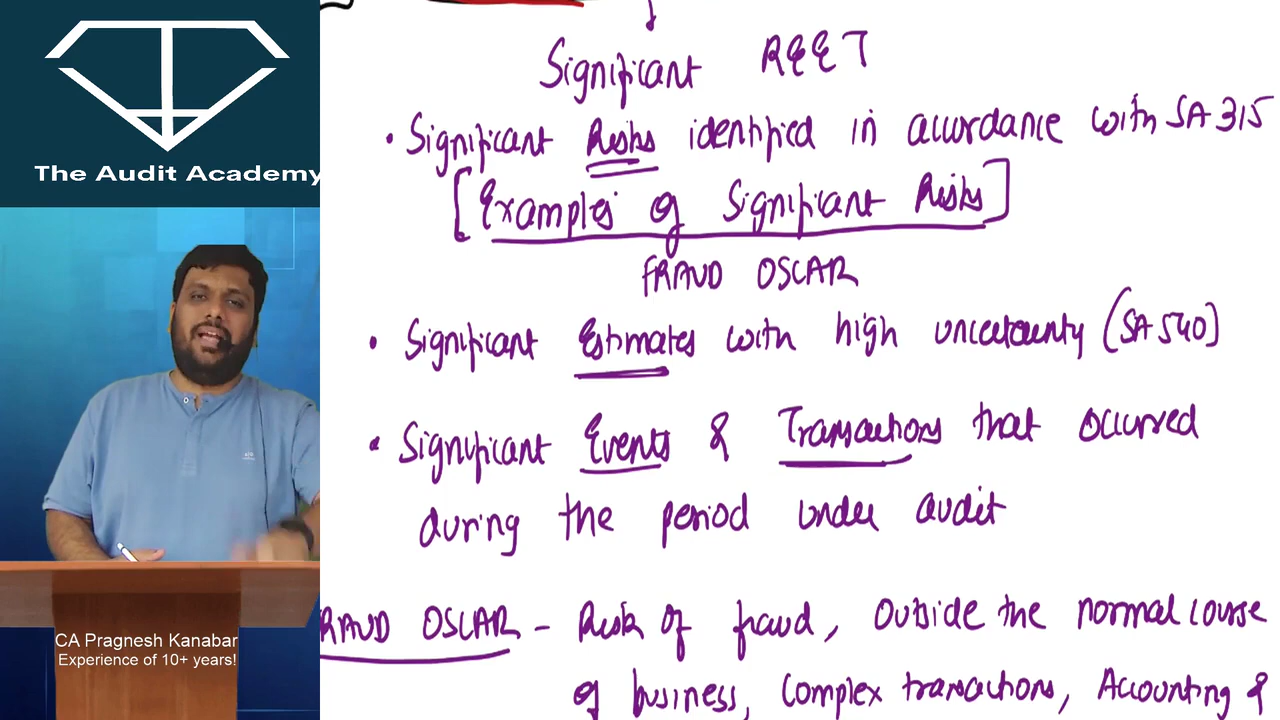 The Audit Academy
CA Pragnesh Kanabar
Experience of 10+ years!
Significant REET
• Significant Risks identified in accordance with SA 315
[Examples of Significant Risks]
FRAUD OSCAR
• Significant Estimates with high uncertainty (SA 540)
• Significant Events & Transactions that occurred
during the period under audit
RAUD OSCAR - Risk of fraud, Outside the normal course
of business, Complex transactions, Accounting &